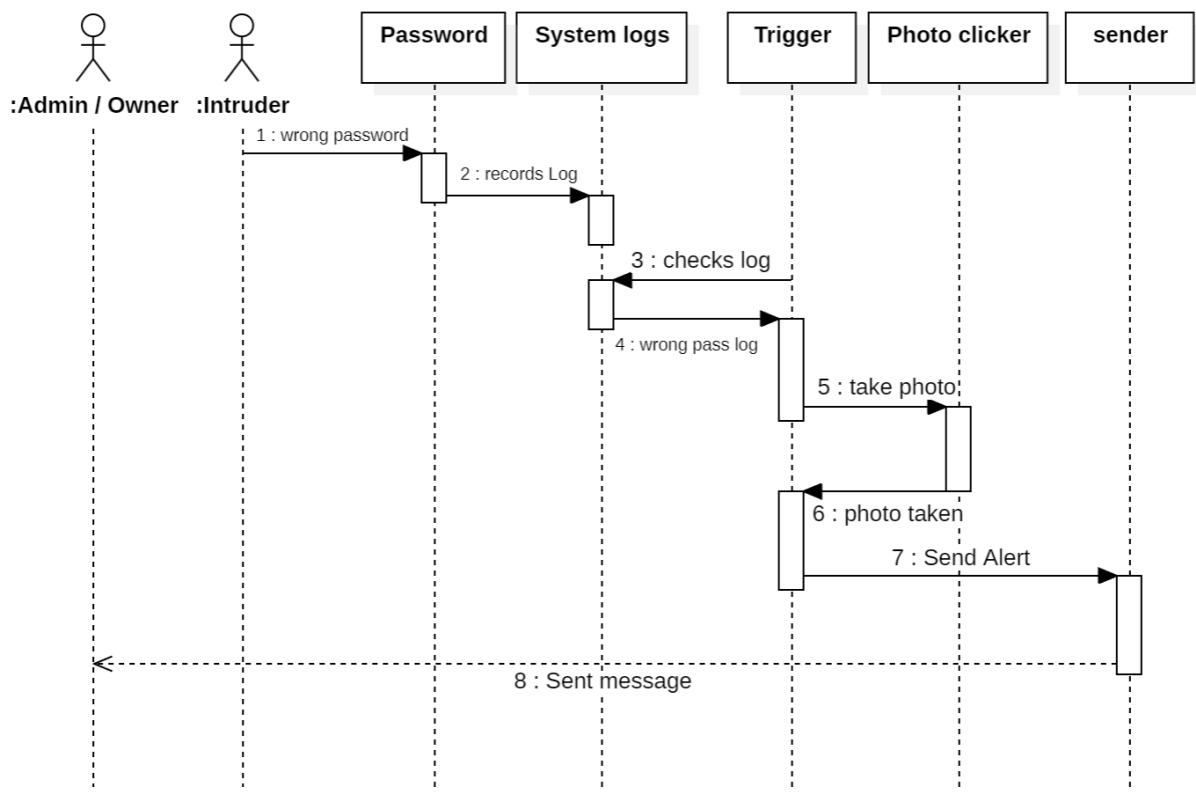 Password
System logs
Trigger
Photo clicker
sender
:Admin / Owner
:Intruder
1 : wrong password
2 : records Log
3 : checks log
4 : wrong pass log
5 : take photo
6 : photo taken
7 : Send Alert
8 : Sent message